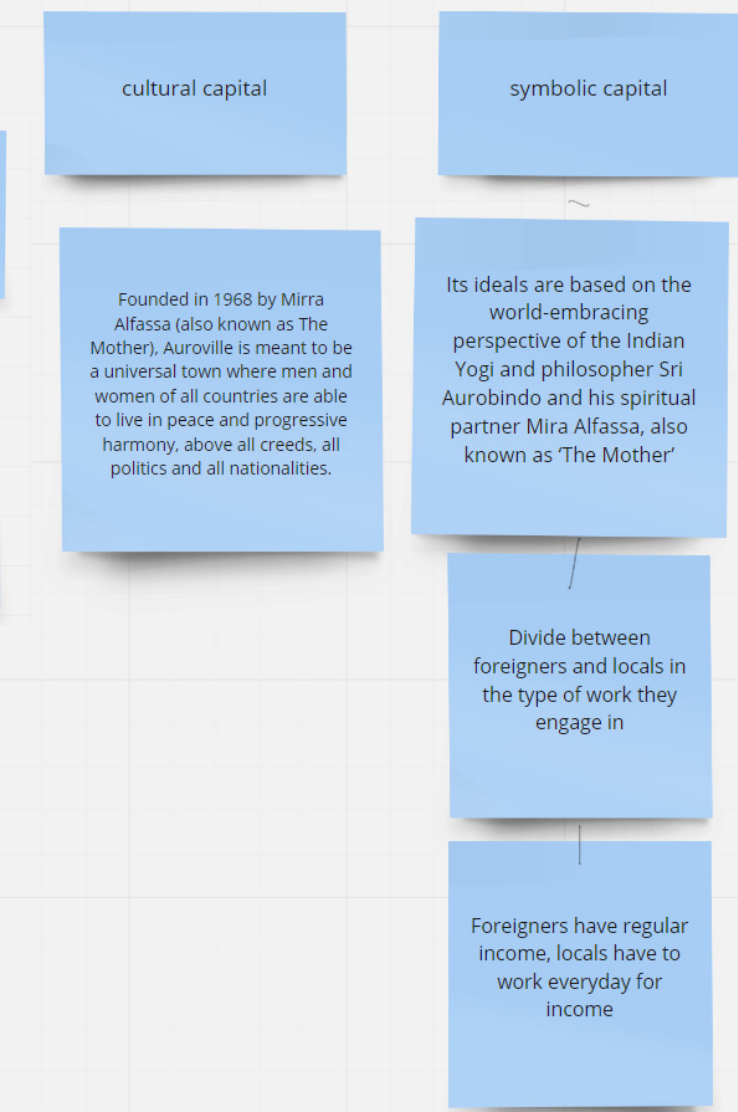 cultural capital
symbolic capital
Founded in 1968 by Mirra
Alfassa (also known as The
Mother), Auroville is meant to be
a universal town where men and
women of all countries are able
to live in peace and progressive
harmony, above all creeds, all
politics and all nationalities.
Its ideals are based on the
world-embracing
perspective of the Indian
Yogi and philosopher Sri
Aurobindo and his spiritual
partner Mira Alfassa, also
known as ‘The Mother’
Divide between
foreigners and locals in
the type of work they
engage in
Foreigners have regular
income, locals have to
work everyday for
income